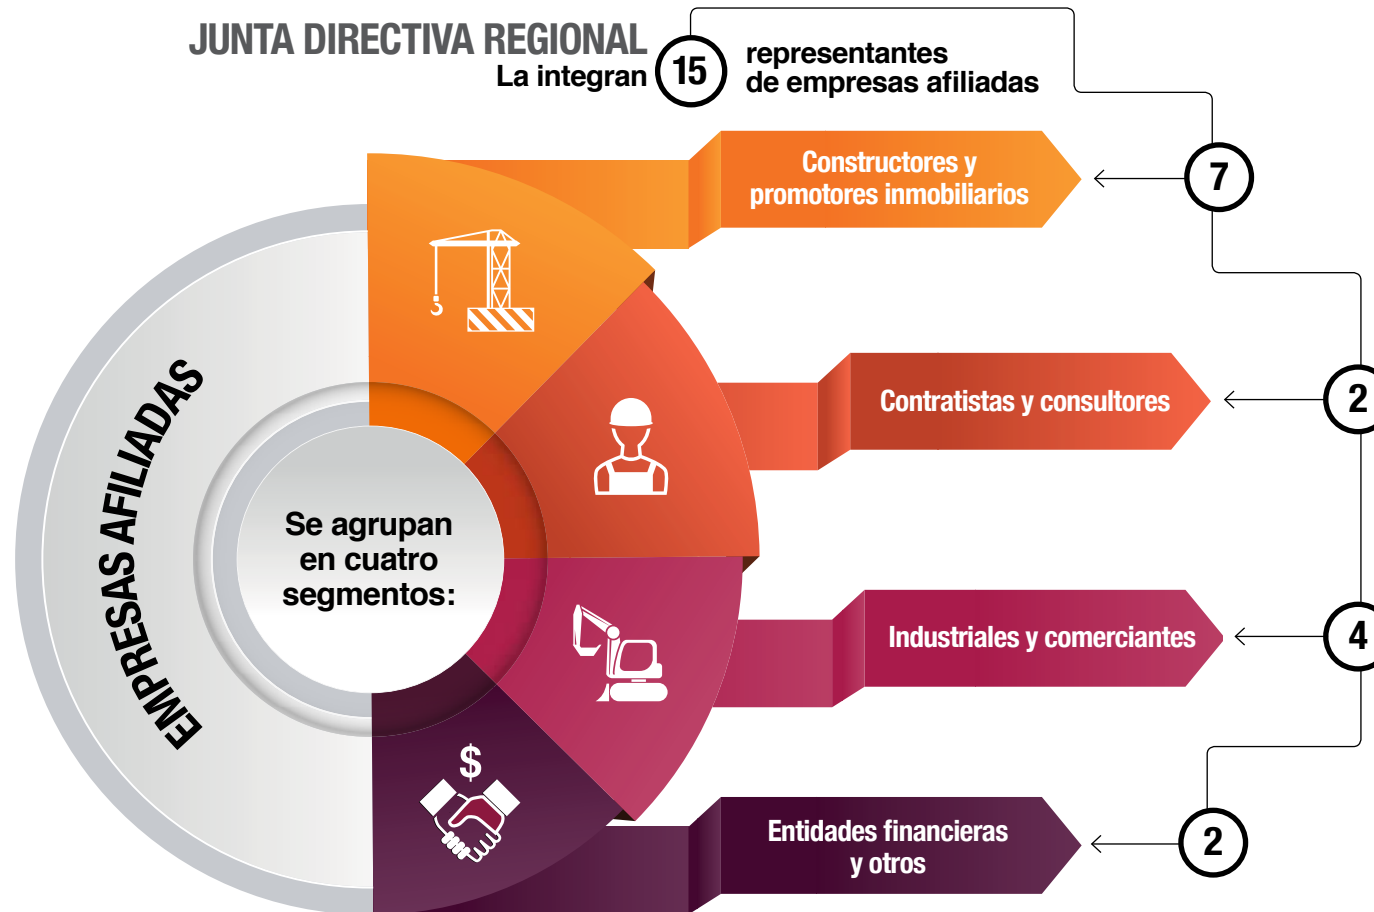 JUNTA DIRECTIVA REGIONAL
La integran
15
representantes
de empresas afiliadas
Constructores y
promotores inmobiliarios
7
Contratistas y consultores
2
EMPRESAS AFILIADAS
Se agrupan
en cuatro
segmentos:
Industriales y comerciantes
4
$
Entidades financieras
y otros
2